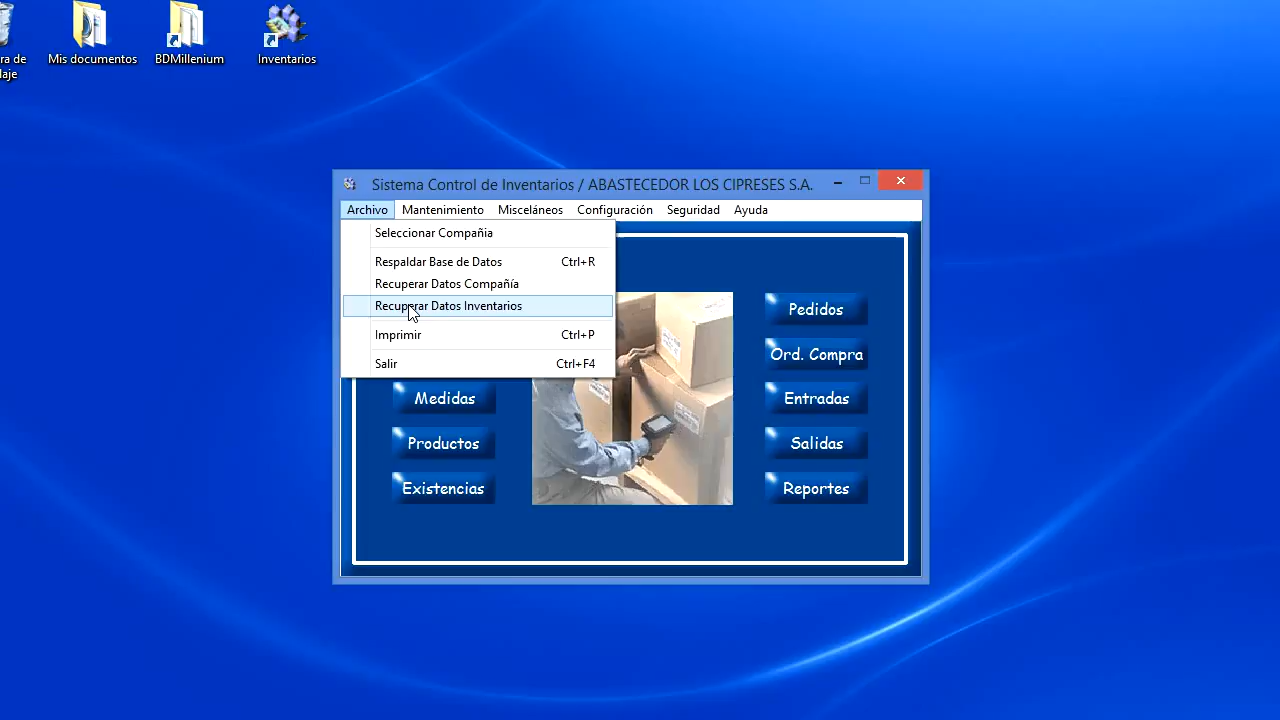 ra de
laje
Mis documentos
BDMillenium
Inventarios
Sistema Control de Inventarios / ABASTECEDOR LOS CIPRESES S.A.
Archivo Mantenimiento Misceláneos Configuración Seguridad Ayuda
Seleccionar Compañia
Respaldar Base de Datos Ctrl+R
Recuperar Datos Compañía
Recuperar Datos Inventarios
Imprimir Ctrl+P
Salir Ctrl+F4
Medidas
Productos
Existencias
Pedidos
Ord. Compra
Entradas
Salidas
Reportes